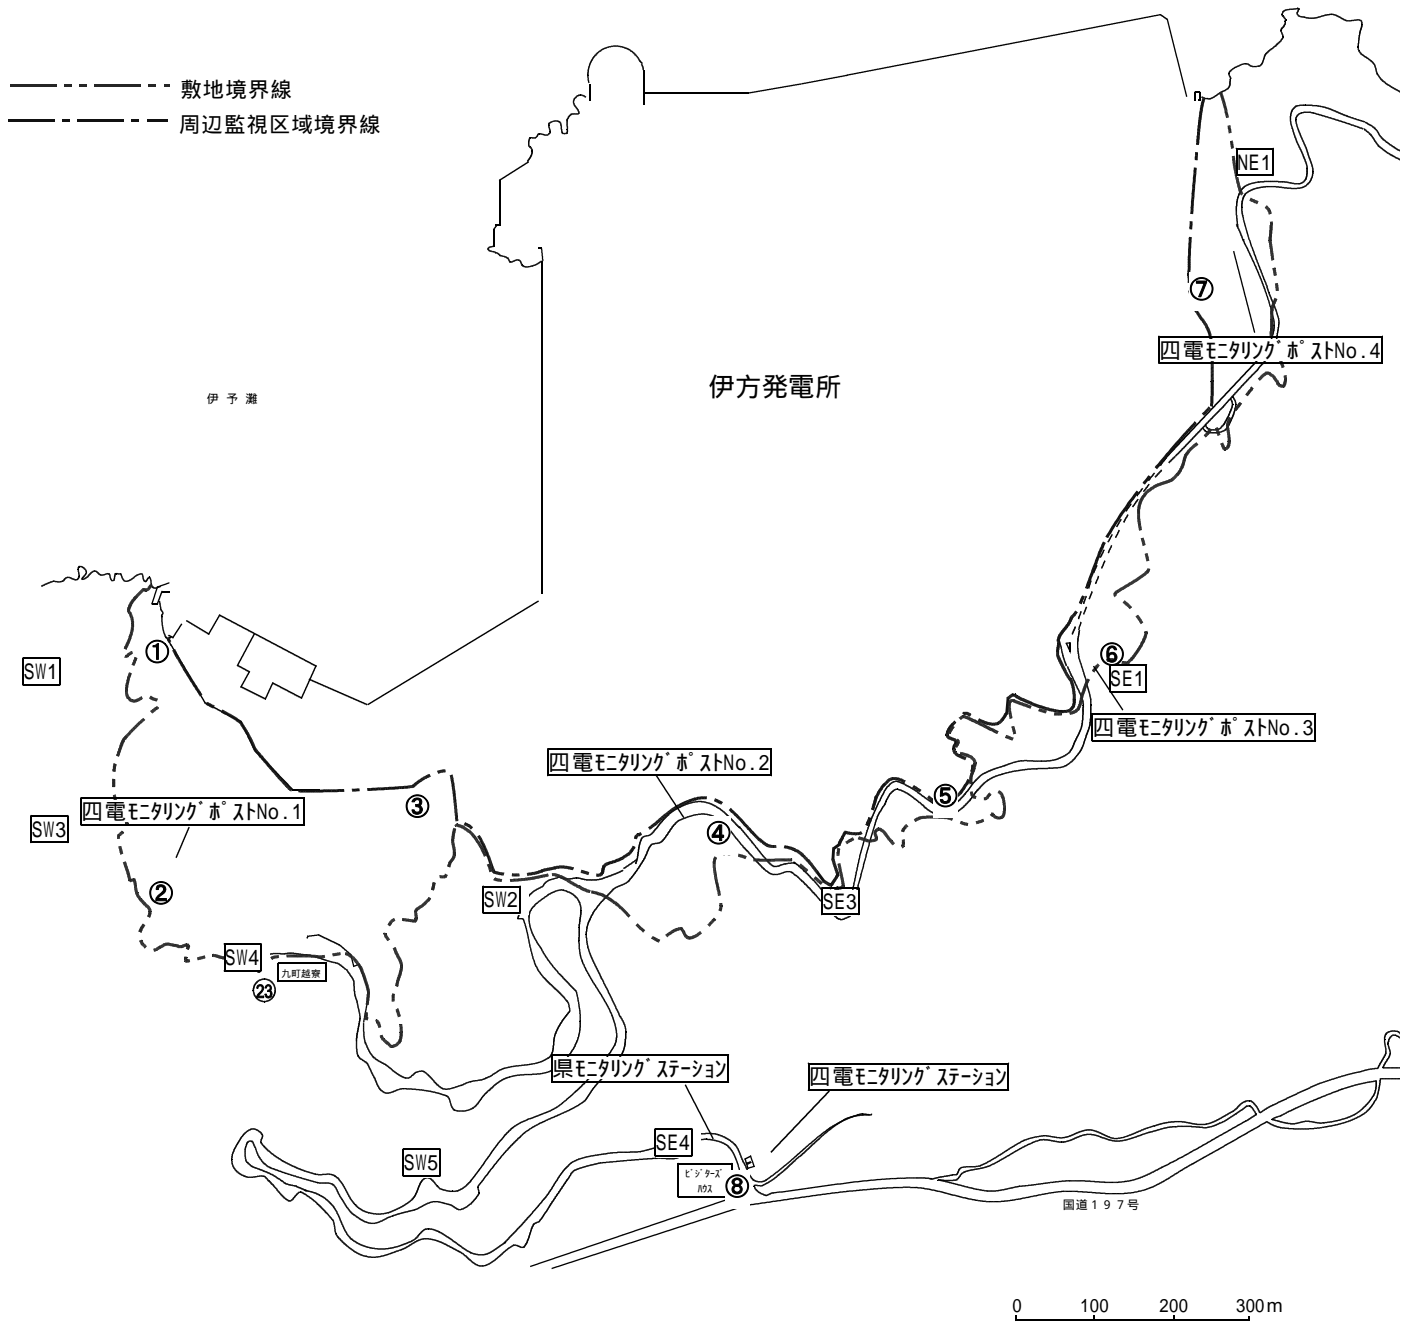 敷地境界線
周辺監視区域境界線
NE1
⑦
四電ﾓﾆﾀﾘﾝｸﾞﾎﾟｽﾄNo.4
伊方発電所
伊予灘
①
SW1
⑥
SE1
四電ﾓﾆﾀﾘﾝｸﾞﾎﾟｽﾄNo.3
四電ﾓﾆﾀﾘﾝｸﾞﾎﾟｽﾄNo.2
四電ﾓﾆﾀﾘﾝｸﾞﾎﾟｽﾄNo.1
③
⑤
SW3
④
②
SW2
SE3
SW4
九町越寮
㉓
県ﾓﾆﾀﾘﾝｸﾞｽﾃｰｼｮﾝ
四電ﾓﾆﾀﾘﾝｸﾞｽﾃｰｼｮﾝ
SE4
SW5
ﾋﾞｼﾞﾀｰｽﾞ
ﾊｳｽ
⑧
国道１９７号
0 100 200 300m